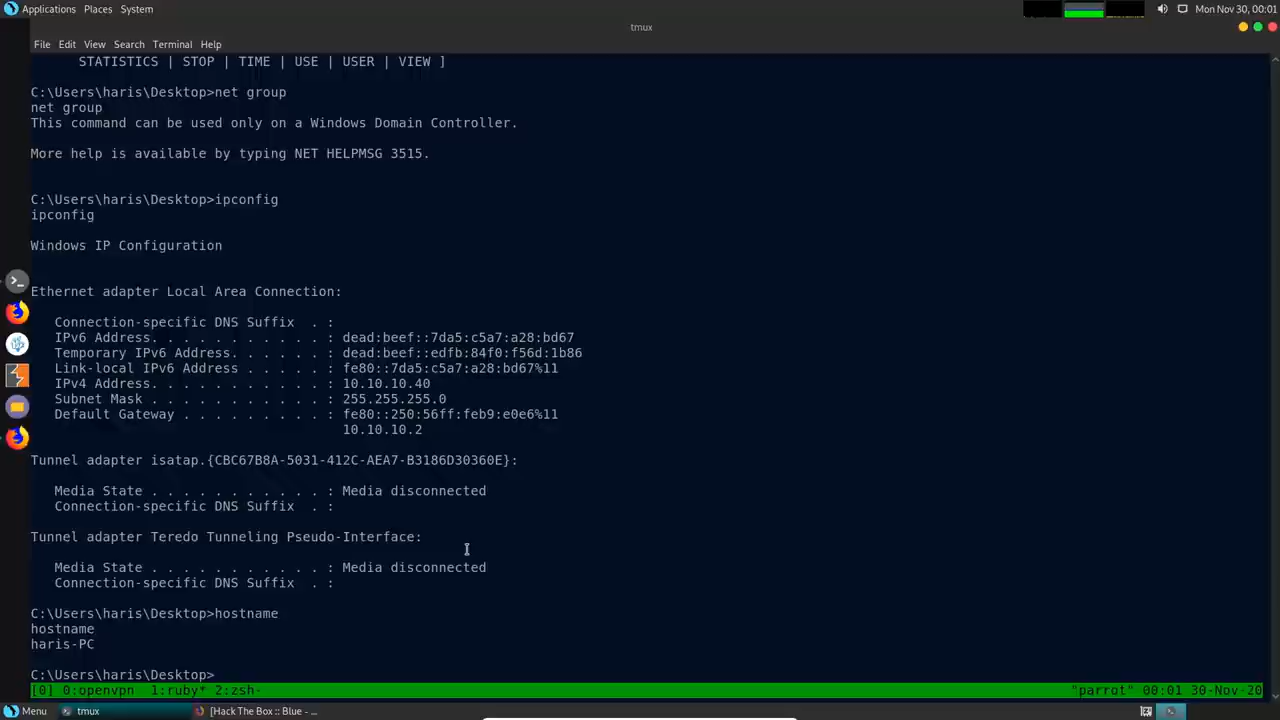 Applications Places System Mon Nov 30, 00:01
tmux
File Edit View Search Terminal Help
STATISTICS | STOP | TIME | USE | USER | VIEW ]
C:\Users\haris\Desktop>net group
net group
This command can be used only on a Windows Domain Controller.
More help is available by typing NET HELPMSG 3515.
C:\Users\haris\Desktop>ipconfig
ipconfig
Windows IP Configuration
Ethernet adapter Local Area Connection:
Connection-specific DNS Suffix . :
IPv6 Address. . . . . . . . . . . : dead:beef::7da5:c5a7:a28:bd67
Temporary IPv6 Address. . . . . . : dead:beef::edfb:84f0:f56d:1b86
Link-local IPv6 Address . . . . . : fe80::7da5:c5a7:a28:bd67%11
IPv4 Address. . . . . . . . . . . : 10.10.10.40
Subnet Mask . . . . . . . . . . . : 255.255.255.0
Default Gateway . . . . . . . . . : fe80::250:56ff:feb9:e0e6%11
10.10.10.2
Tunnel adapter isatap.{CBC67B8A-5031-412C-AEA7-B3186D30360E}:
Media State . . . . . . . . . . . : Media disconnected
Connection-specific DNS Suffix . :
Tunnel adapter Teredo Tunneling Pseudo-Interface:
Media State . . . . . . . . . . . : Media disconnected
Connection-specific DNS Suffix . :
C:\Users\haris\Desktop>hostname
hostname
haris-PC
C:\Users\haris\Desktop>
[0] 0:openvpn 1:ruby* 2:zsh- "parrot" 00:01 30-Nov-20
Menu tmux [Hack The Box :: Blue - ...